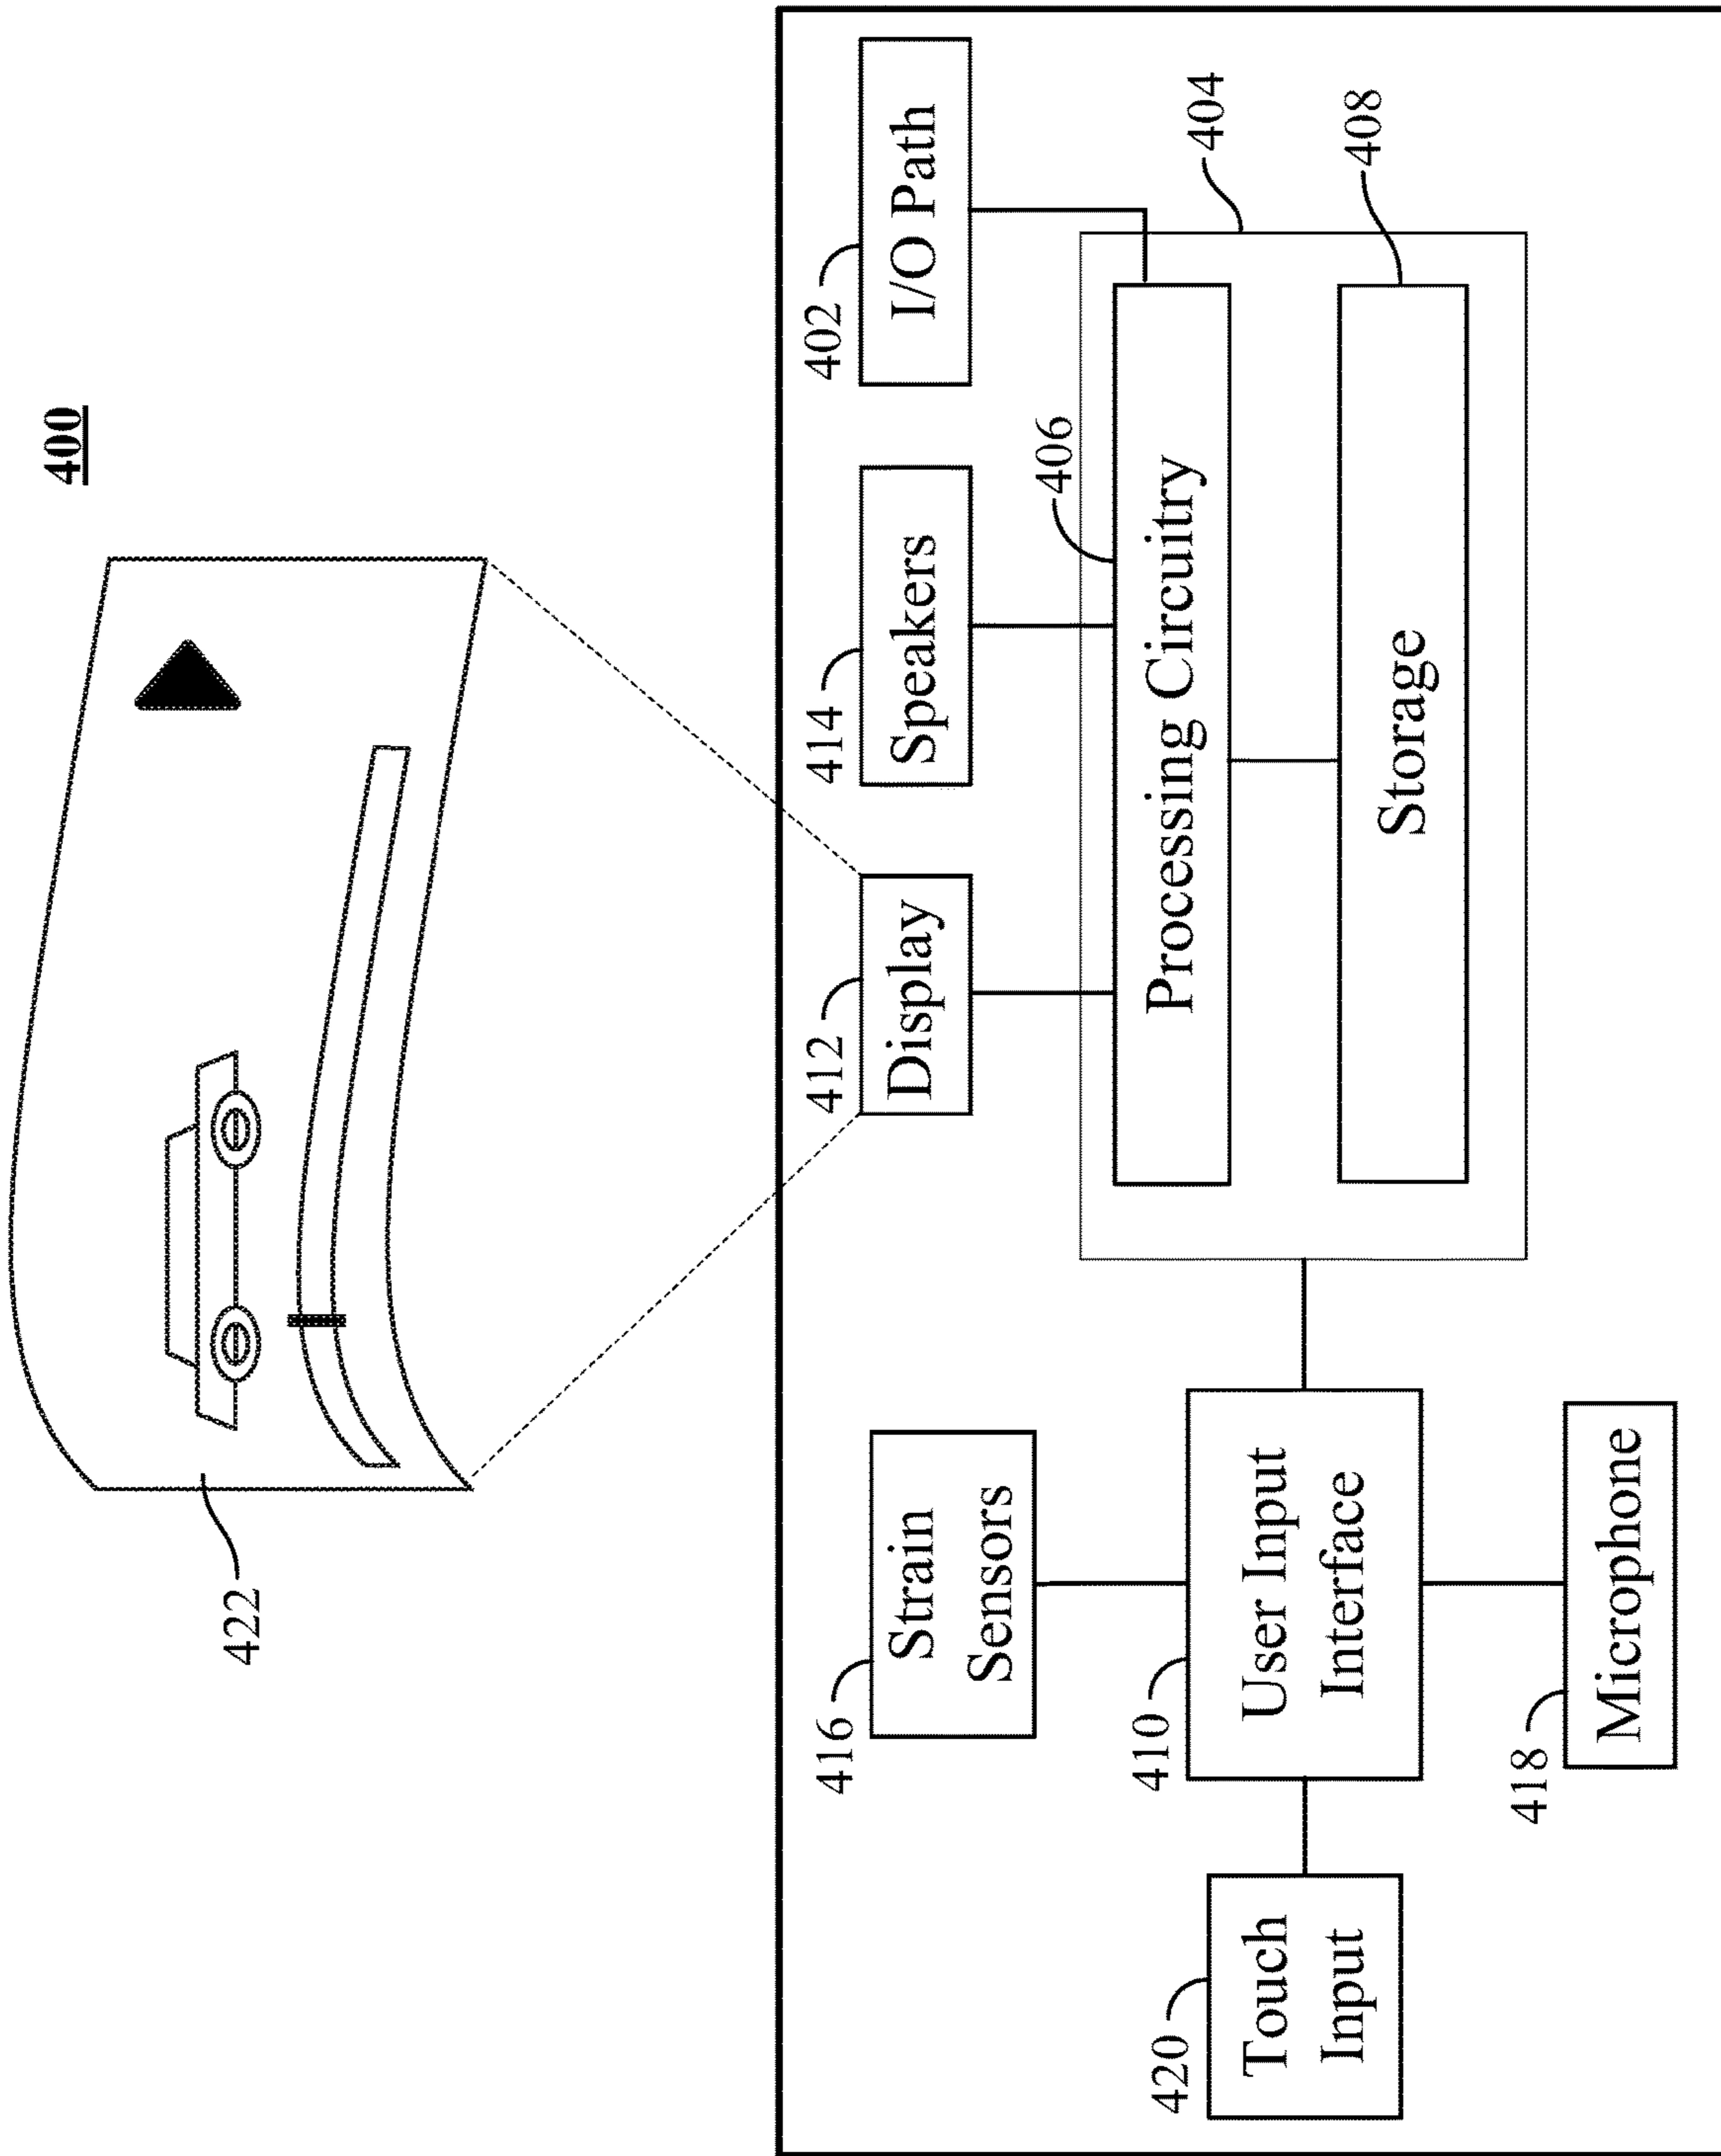 400
422
412
Display
414
Speakers
402
I/O Path
416
Strain
Sensors
406
Processing Circuitry
404
408
Storage
410
User Input
Interface
420
Touch
Input
418
Microphone